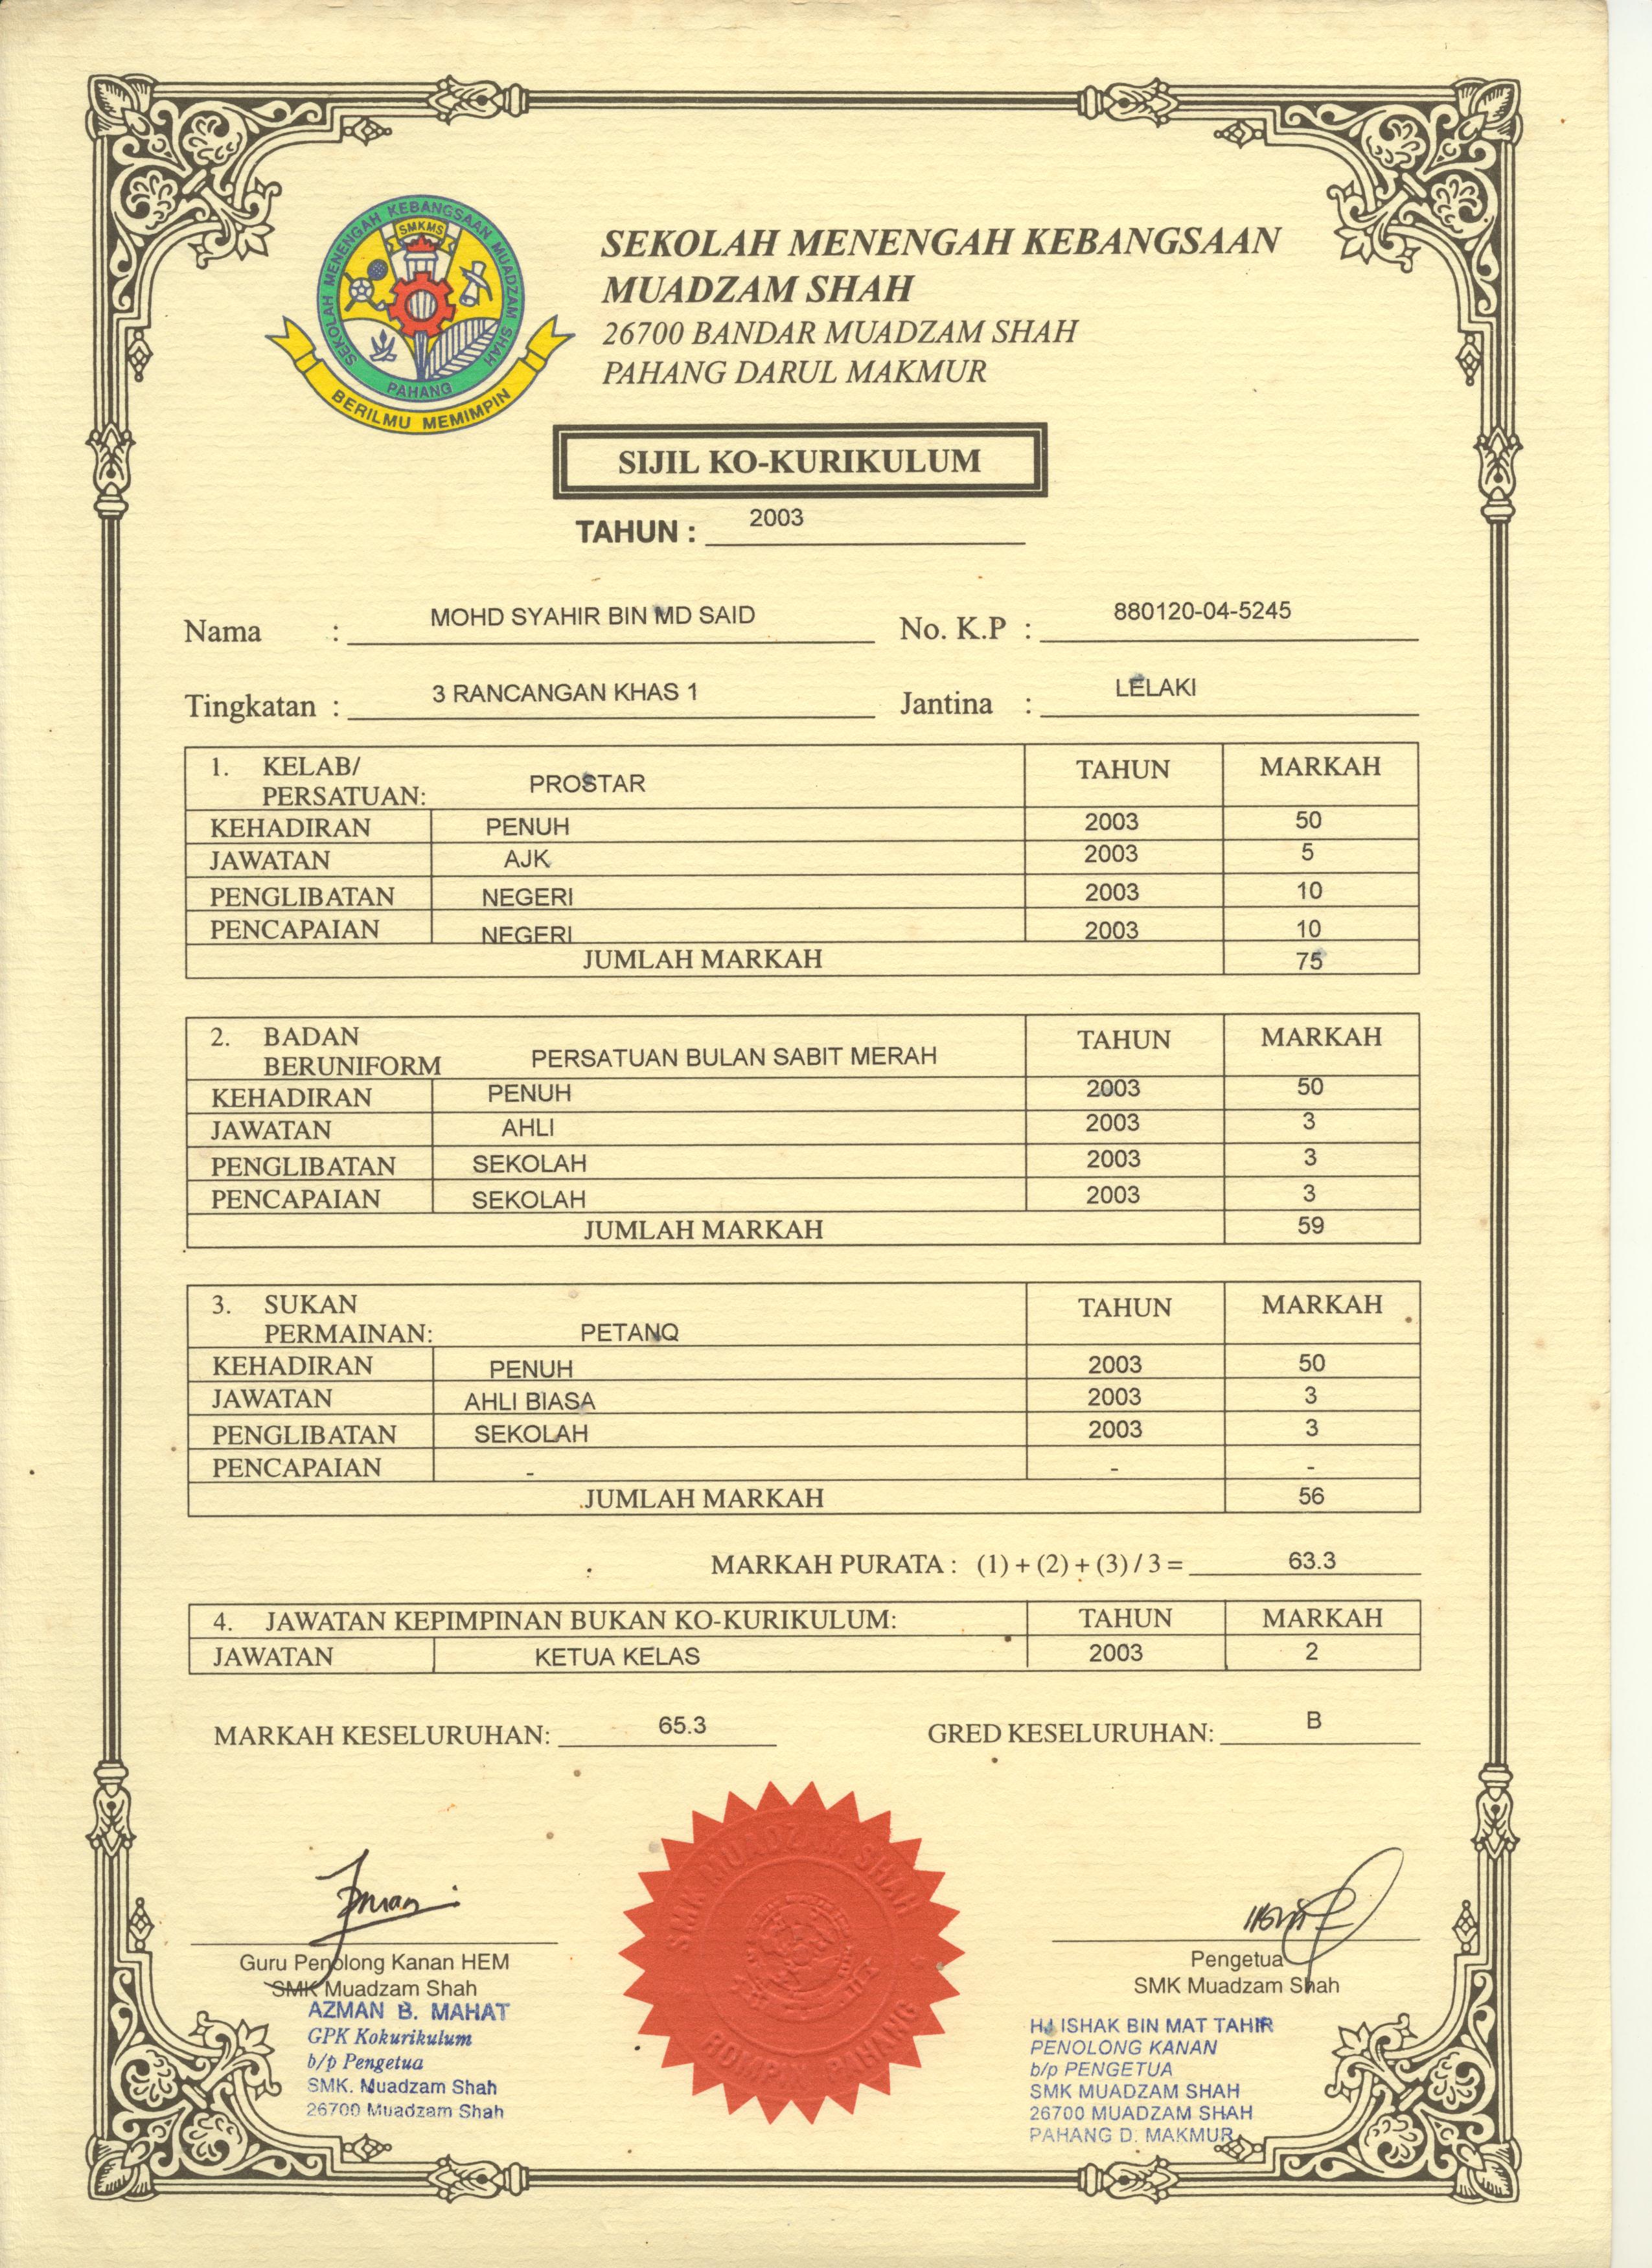 SEKOLAH MENENGAH KEBANGSAAN MUADZAM SHAH
SMKMS
PAHANG
BERILMU MEMIMPIN
SEKOLAH MENENGAH KEBANGSAAN
MUADZAM SHAH
26700 BANDAR MUADZAM SHAH
PAHANG DARUL MAKMUR
SIJIL KO-KURIKULUM
TAHUN : 2003
Nama : MOHD SYAHIR BIN MD SAID No. K.P : 880120-04-5245
Tingkatan : 3 RANCANGAN KHAS 1 Jantina : LELAKI
1. KELAB/ PROSTAR TAHUN MARKAH
PERSATUAN:
KEHADIRAN PENUH 2003 50
JAWATAN AJK 2003 5
PENGLIBATAN NEGERI 2003 10
PENCAPAIAN NEGERI 2003 10
JUMLAH MARKAH 75
2. BADAN PERSATUAN BULAN SABIT MERAH TAHUN MARKAH
BERUNIFORM
KEHADIRAN PENUH 2003 50
JAWATAN AHLI 2003 3
PENGLIBATAN SEKOLAH 2003 3
PENCAPAIAN SEKOLAH 2003 3
JUMLAH MARKAH 59
3. SUKAN TAHUN MARKAH
PERMAINAN: PETANQ
KEHADIRAN PENUH 2003 50
JAWATAN AHLI BIASA 2003 3
PENGLIBATAN SEKOLAH 2003 3
PENCAPAIAN - - -
JUMLAH MARKAH 56
MARKAH PURATA : (1) + (2) + (3) / 3 = 63.3
4. JAWATAN KEPIMPINAN BUKAN KO-KURIKULUM: TAHUN MARKAH
JAWATAN KETUA KELAS 2003 2
MARKAH KESELURUHAN: 65.3 GRED KESELURUHAN: B
SMK MUADZAM SHAH
ROMPIN PAHANG
Guru Penolong Kanan HEM
SMK Muadzam Shah
AZMAN B. MAHAT
GPK Kokurikulum
b/p Pengetua
SMK. Muadzam Shah
26700 Muadzam Shah
Pengetua
SMK Muadzam Shah
HJ ISHAK BIN MAT TAHIR
PENOLONG KANAN
b/p PENGETUA
SMK MUADZAM SHAH
26700 MUADZAM SHAH
PAHANG D. MAKMUR